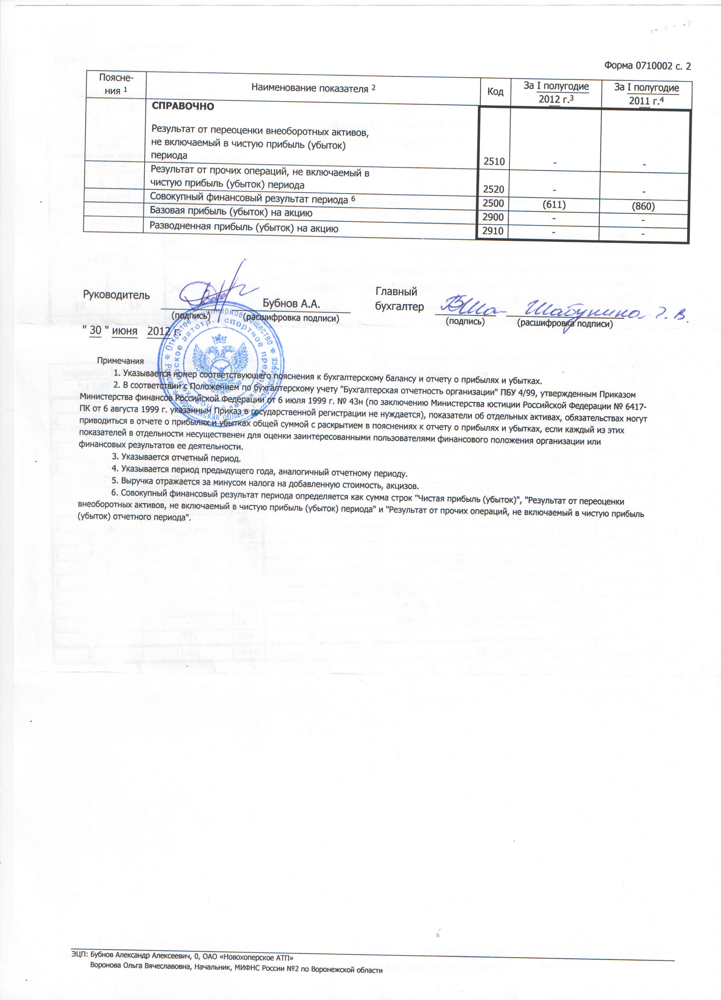 Форма 0710002 с. 2
Поясне-
ния 1
Наименование показателя 2
Код
За I полугодие
2012 г.3
За I полугодие
2011 г.4
СПРАВОЧНО
Результат от переоценки внеоборотных активов,
не включаемый в чистую прибыль (убыток)
периода
2510 - -
Результат от прочих операций, не включаемый в
чистую прибыль (убыток) периода
2520 - -
Совокупный финансовый результат периода 6 2500 (611) (860)
Базовая прибыль (убыток) на акцию 2900 - -
Разводненная прибыль (убыток) на акцию 2910 - -
Руководитель
Бубнов А.А.
(подпись) (расшифровка подписи)
Главный
бухгалтер
Шабунина
(подпись) (расшифровка подписи)
" 30 " июня 2012 г.
Примечания
1. Указывается номер соответствующего пояснения к бухгалтерскому балансу и отчету о прибылях и убытках.
2. В соответствии с Положением по бухгалтерскому учету "Бухгалтерская отчетность организации" ПБУ 4/99, утвержденным Приказом
Министерства финансов Российской Федерации от 6 июля 1999 г. № 43н (по заключению Министерства юстиции Российской Федерации № 6417-
ПК от 6 августа 1999 г. указанным Приказ в государственной регистрации не нуждается), показатели об отдельных активах, обязательствах могут
приводиться в отчете о прибылях и убытках общей суммой с раскрытием в пояснениях к отчету о прибылях и убытках, если каждый из этих
показателей в отдельности несущественен для оценки заинтересованными пользователями финансового положения организации или
финансовых результатов ее деятельности.
3. Указывается отчетный период.
4. Указывается период предыдущего года, аналогичный отчетному периоду.
5. Выручка отражается за минусом налога на добавленную стоимость, акцизов.
6. Совокупный финансовый результат периода определяется как сумма строк "Чистая прибыль (убыток)", "Результат от переоценки
внеоборотных активов, не включаемый в чистую прибыль (убыток) периода" и "Результат от прочих операций, не включаемый в чистую прибыль
(убыток) отчетного периода".
ЭЦП: Бубнов Александр Алексеевич, 0, ОАО «Новохоперское АТП»
Воронова Ольга Вячеславовна, Начальник, МИФНС России №2 по Воронежской области